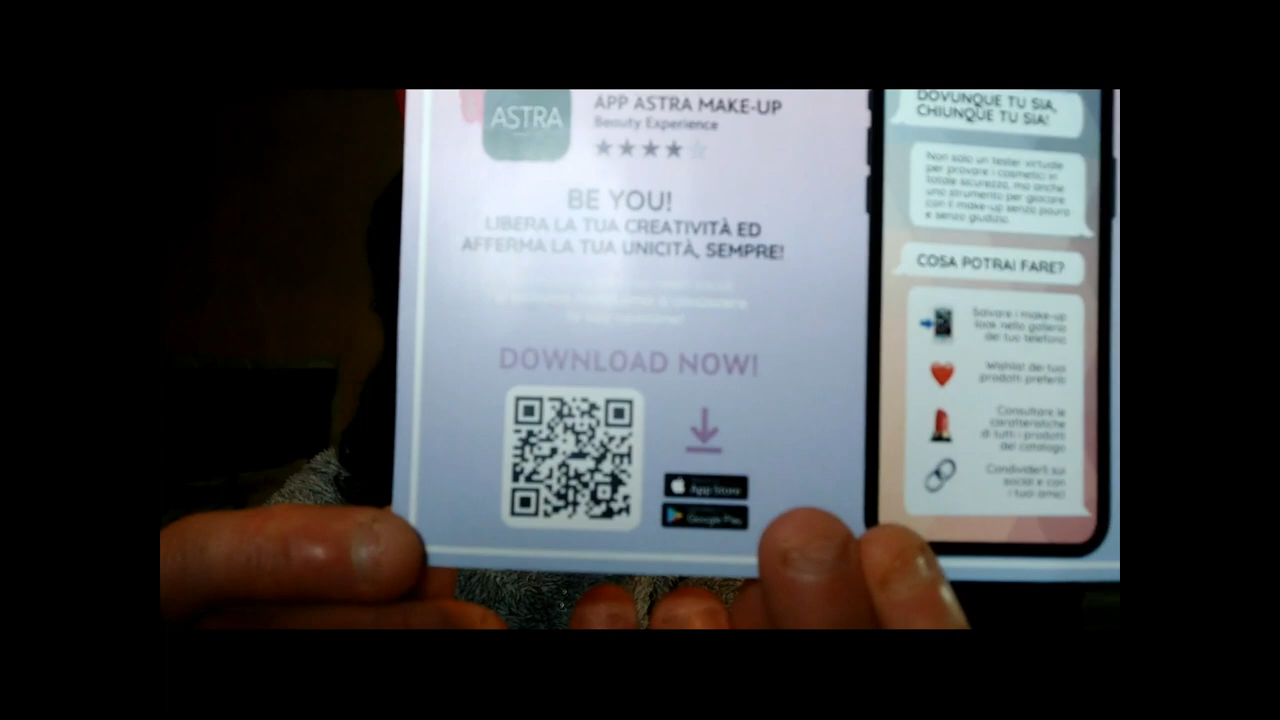 ASTRA
APP ASTRA MAKE-UP
Beauty Experience
BE YOU!
LIBERA LA TUA CREATIVITÀ ED
AFFERMA LA TUA UNICITÀ, SEMPRE!
DOWNLOAD NOW!
App Store
Google Play
DOVUNQUE TU SIA,
CHIUNQUE TU SIA!
Non solo un tester virtuale
per provare i cosmetici in
totale sicurezza, ma anche
uno strumento per giocare
con il make-up senza paura
e senza giudizio.
COSA POTRAI FARE?
Salvare i make-up
look nella galleria
del tuo telefono
Wishlist dei tuoi
prodotti preferiti
Consultare le
caratteristiche
di tutti i prodotti
del catalogo
Condividerli sui
social e con
i tuoi amici